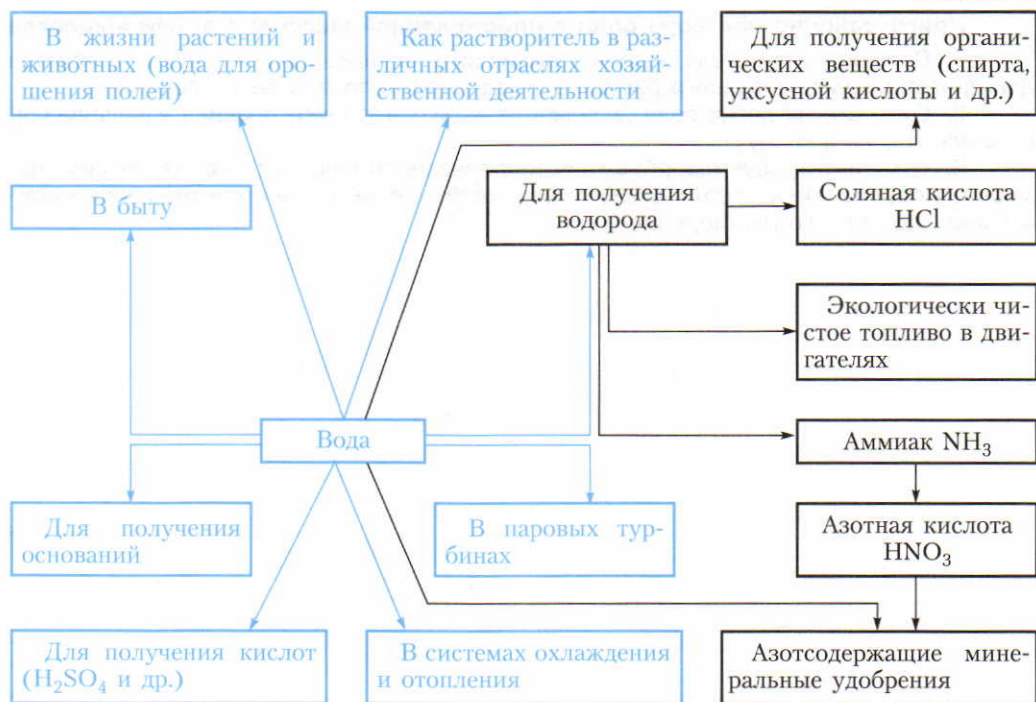 В жизни растений и
животных (вода для оро-
шения полей)
Как растворитель в раз-
личных отраслях хозяй-
ственной деятельности
Для получения органи-
ческих веществ (спирта,
уксусной кислоты и др.)
В быту
Для получения
водорода
Соляная кислота
HCl
Экологически чи-
стое топливо в дви-
гателях
Вода
Аммиак NH₃
Для получения
оснований
В паровых тур-
бинах
Азотная кислота
HNO₃
Для получения кислот
(H₂SO₄ и др.)
В системах охлаждения
и отопления
Азотсодержащие мине-
ральные удобрения